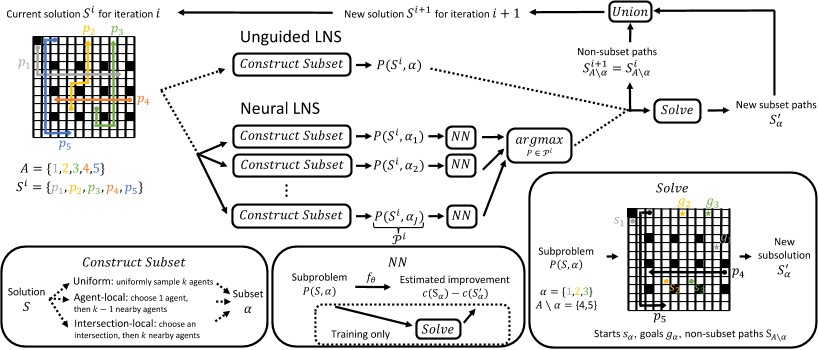 Current solution S^i for iteration i
New solution S^{i+1} for iteration i + 1
Union
p_1
p_2
p_3
p_4
p_5
A = {1,2,3,4,5}
S^i = {p_1, p_2, p_3, p_4, p_5}
Unguided LNS
Construct Subset
P(S^i, α)
Neural LNS
Construct Subset
P(S^i, α_1)
NN
Construct Subset
P(S^i, α_2)
NN
⋮
Construct Subset
P(S^i, α_J)
NN
𝒫^i
argmax
P ∈ 𝒫^i
Non-subset paths
S^{i+1}_{A\α} = S^i_{A\α}
Solve
New subset paths
S'_α
Construct Subset
Solution
S
Uniform: uniformly sample k agents
Agent-local: choose 1 agent,
then k − 1 nearby agents
Intersection-local: choose an
intersection, then k nearby agents
Subset
α
NN
Subproblem
P(S, α)
f_θ
Estimated improvement
c(S_α) − c(S'_α)
Training only
Solve
Solve
Subproblem
P(S, α)
α = {1,2,3}
A \ α = {4,5}
s_1
g_2
g_3
p_4
p_5
New
subsolution
S'_α
Starts s_α, goals g_α, non-subset paths S_{A\α}